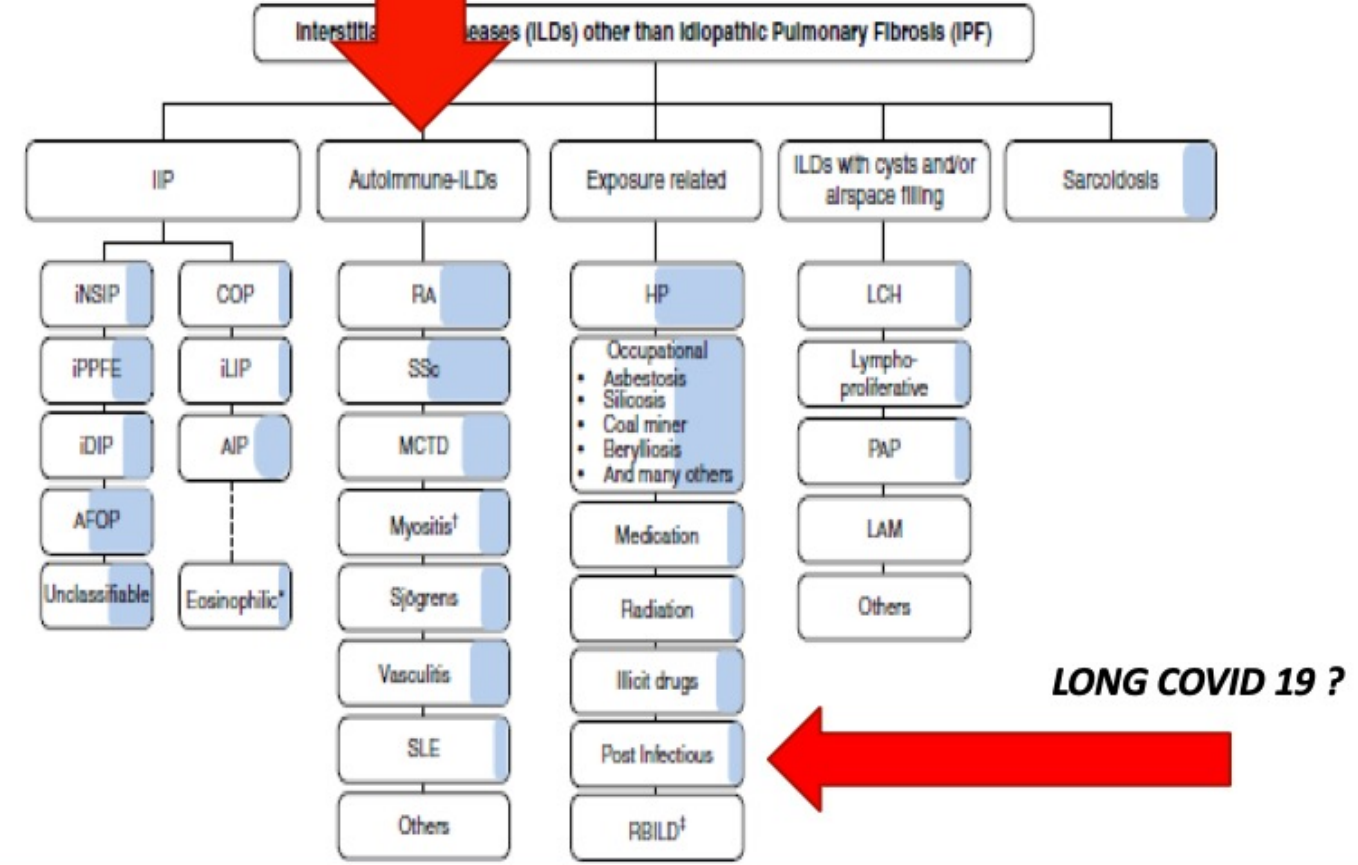 Interstitia eases (ILDs) other than Idiopathic Pulmonary Fibrosis (IPF)
IIP
Autoimmune-ILDs
Exposure related
ILDs with cysts and/or
airspace filling
Sarcoidosis
iNSIP
iPPFE
iDIP
AFOP
Unclassifiable
COP
iLIP
AIP
Eosinophilic*
RA
SSc
MCTD
Myositis†
Sjögrens
Vasculitis
SLE
Others
HP
Occupational
• Asbestosis
• Silicosis
• Coal miner
• Berylliosis
• And many others
Medication
Radiation
Illicit drugs
Post Infectious
RBILD‡
LCH
Lympho-
proliferative
PAP
LAM
Others
LONG COVID 19 ?